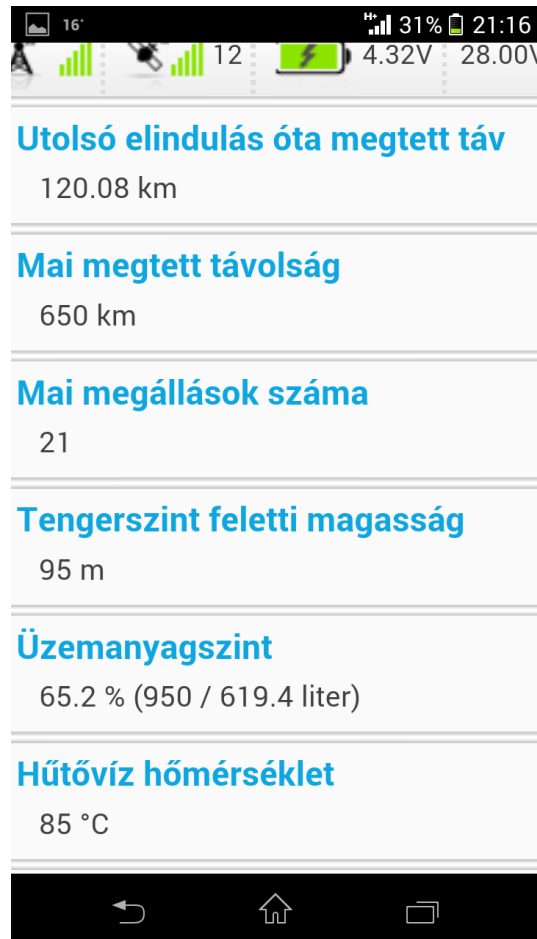 16° H+ 31% 21:16
12 4.32V 28.00V
Utolsó elindulás óta megtett táv
120.08 km
Mai megtett távolság
650 km
Mai megállások száma
21
Tengerszint feletti magasság
95 m
Üzemanyagszint
65.2 % (950 / 619.4 liter)
Hűtővíz hőmérséklet
85 °C